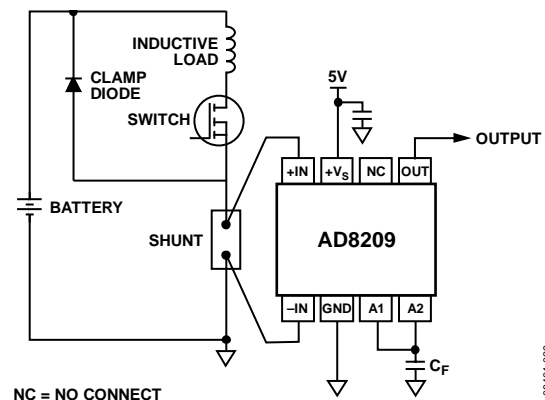 INDUCTIVE
LOAD
CLAMP
DIODE
5V
SWITCH
OUTPUT
+IN
+VS
NC
OUT
BATTERY
SHUNT
AD8209
–IN
GND
A1
A2
CF
NC = NO CONNECT